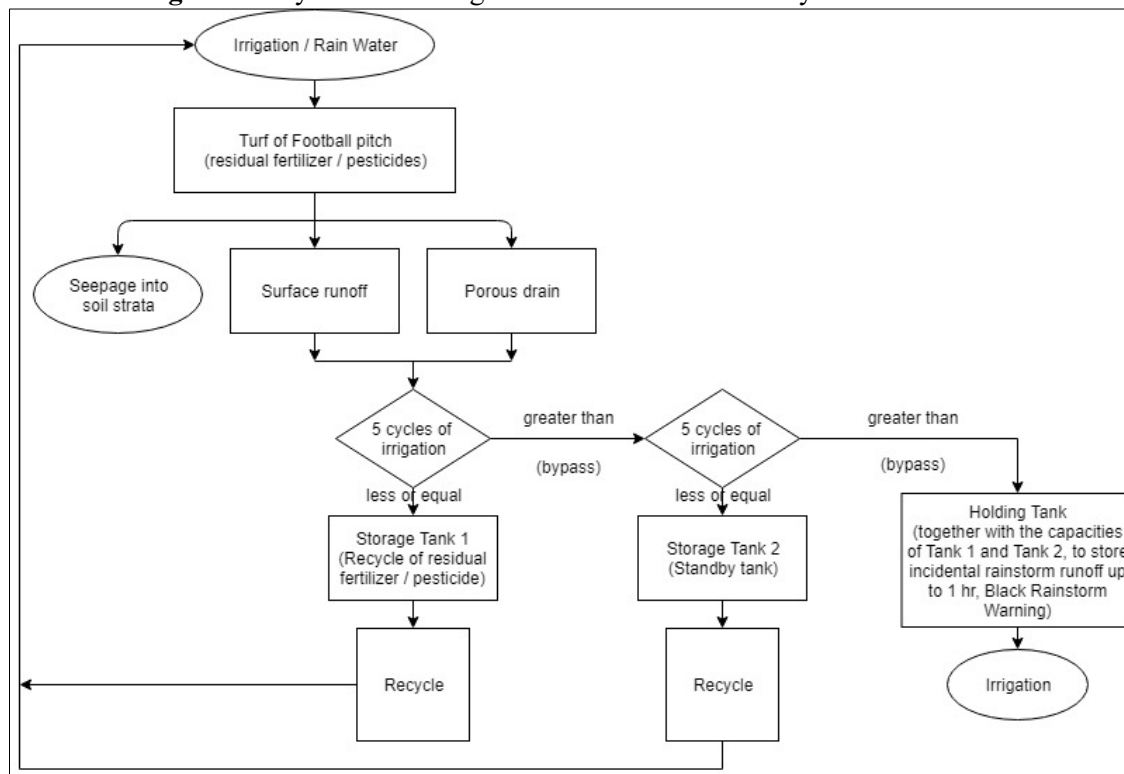 Irrigation / Rain Water
Turf of Football pitch
(residual fertilizer / pesticides)
Seepage into
soil strata
Surface runoff
Porous drain
5 cycles of
irrigation
greater than
(bypass)
5 cycles of
irrigation
greater than
(bypass)
less or equal
less or equal
Storage Tank 1
(Recycle of residual
fertilizer / pesticide)
Storage Tank 2
(Standby tank)
Holding Tank
(together with the capacities
of Tank 1 and Tank 2, to store
incidental rainstorm runoff up
to 1 hr, Black Rainstorm
Warning)
Recycle
Recycle
Irrigation